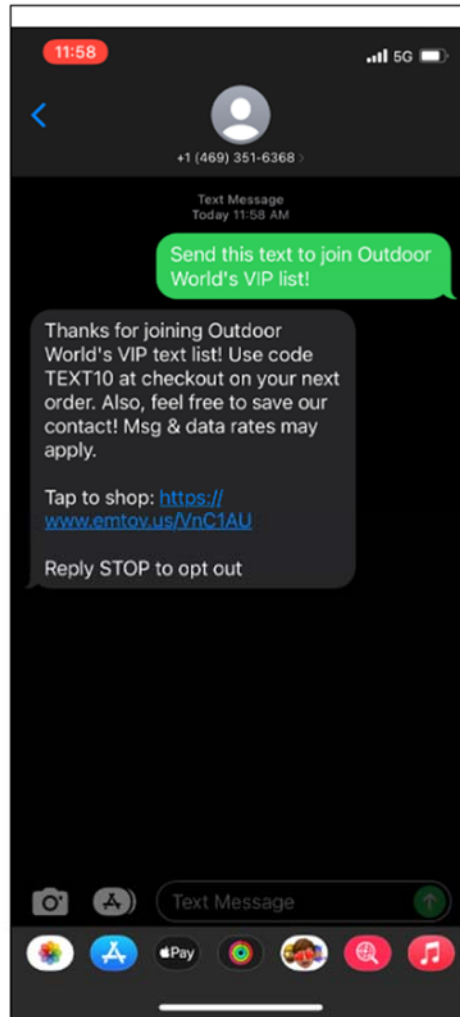 11:58
5G
+1 (469) 351-6368 >
Text Message
Today 11:58 AM
Send this text to join Outdoor
World's VIP list!
Thanks for joining Outdoor
World's VIP text list! Use code
TEXT10 at checkout on your next
order. Also, feel free to save our
contact! Msg & data rates may
apply.
Tap to shop: https://
www.emtov.us/VnC1AU
Reply STOP to opt out
Text Message
Pay